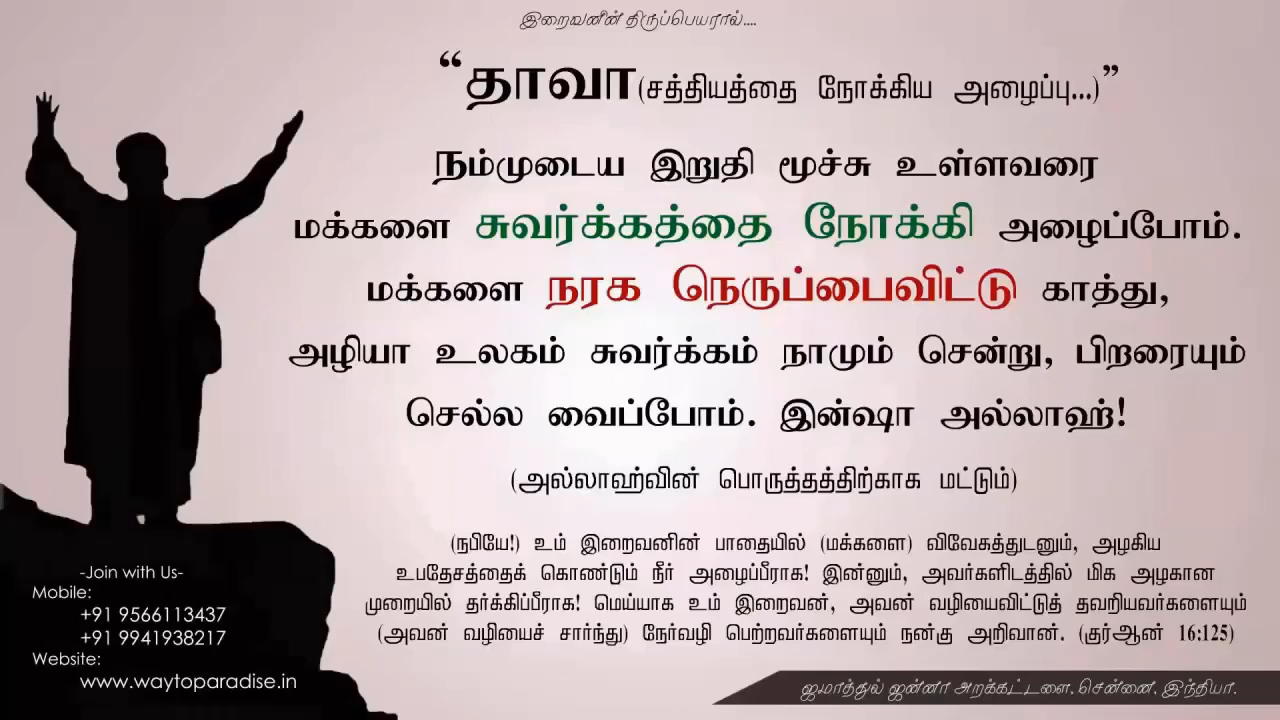 இறைவனின் திருப்பெயரால்....
“தாவா(சத்தியத்தை நோக்கிய அழைப்பு...)”
நம்முடைய இறுதி மூச்சு உள்ளவரை
மக்களை சுவர்க்கத்தை நோக்கி அழைப்போம்.
மக்களை நரக நெருப்பைவிட்டு காத்து,
அழியா உலகம் சுவர்க்கம் நாமும் சென்று, பிறரையும்
செல்ல வைப்போம். இன்ஷா அல்லாஹ்!
(அல்லாஹ்வின் பொருத்தத்திற்காக மட்டும்)
(நபியே!) உம் இறைவனின் பாதையில் (மக்களை) விவேகத்துடனும், அழகிய
உபதேசத்தைக் கொண்டும் நீர் அழைப்பீராக! இன்னும், அவர்களிடத்தில் மிக அழகான
முறையில் தர்க்கிப்பீராக! மெய்யாக உம் இறைவன், அவன் வழியைவிட்டுத் தவறியவர்களையும்
(அவன் வழியைச் சார்ந்து) நேர்வழி பெற்றவர்களையும் நன்கு அறிவான். (குர்ஆன் 16:125)
-Join with Us-
Mobile:
+91 9566113437
+91 9941938217
Website:
www.waytoparadise.in
ஜமாத்துல் ஜன்னா அறக்கட்டளை, சென்னை, இந்தியா.